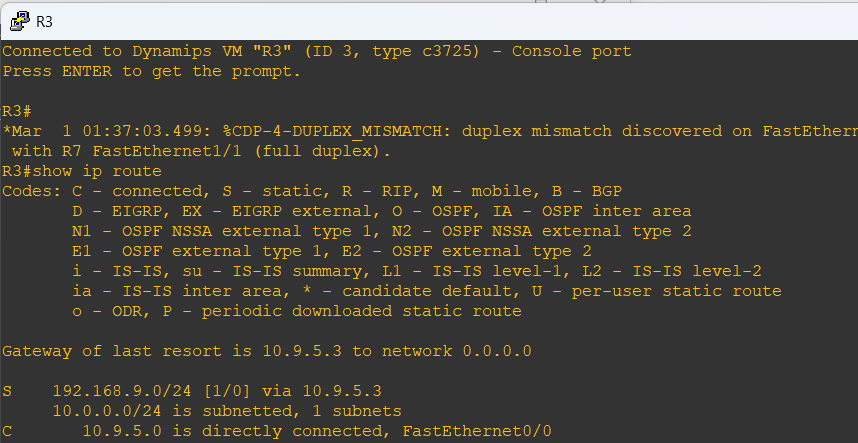 R3
Connected to Dynamips VM "R3" (ID 3, type c3725) - Console port
Press ENTER to get the prompt.
R3#
*Mar  1 01:37:03.499: %CDP-4-DUPLEX_MISMATCH: duplex mismatch discovered on FastEthern
 with R7 FastEthernet1/1 (full duplex).
R3#show ip route
Codes: C - connected, S - static, R - RIP, M - mobile, B - BGP
       D - EIGRP, EX - EIGRP external, O - OSPF, IA - OSPF inter area
       N1 - OSPF NSSA external type 1, N2 - OSPF NSSA external type 2
       E1 - OSPF external type 1, E2 - OSPF external type 2
       i - IS-IS, su - IS-IS summary, L1 - IS-IS level-1, L2 - IS-IS level-2
       ia - IS-IS inter area, * - candidate default, U - per-user static route
       o - ODR, P - periodic downloaded static route
Gateway of last resort is 10.9.5.3 to network 0.0.0.0
S    192.168.9.0/24 [1/0] via 10.9.5.3
     10.0.0.0/24 is subnetted, 1 subnets
C       10.9.5.0 is directly connected, FastEthernet0/0